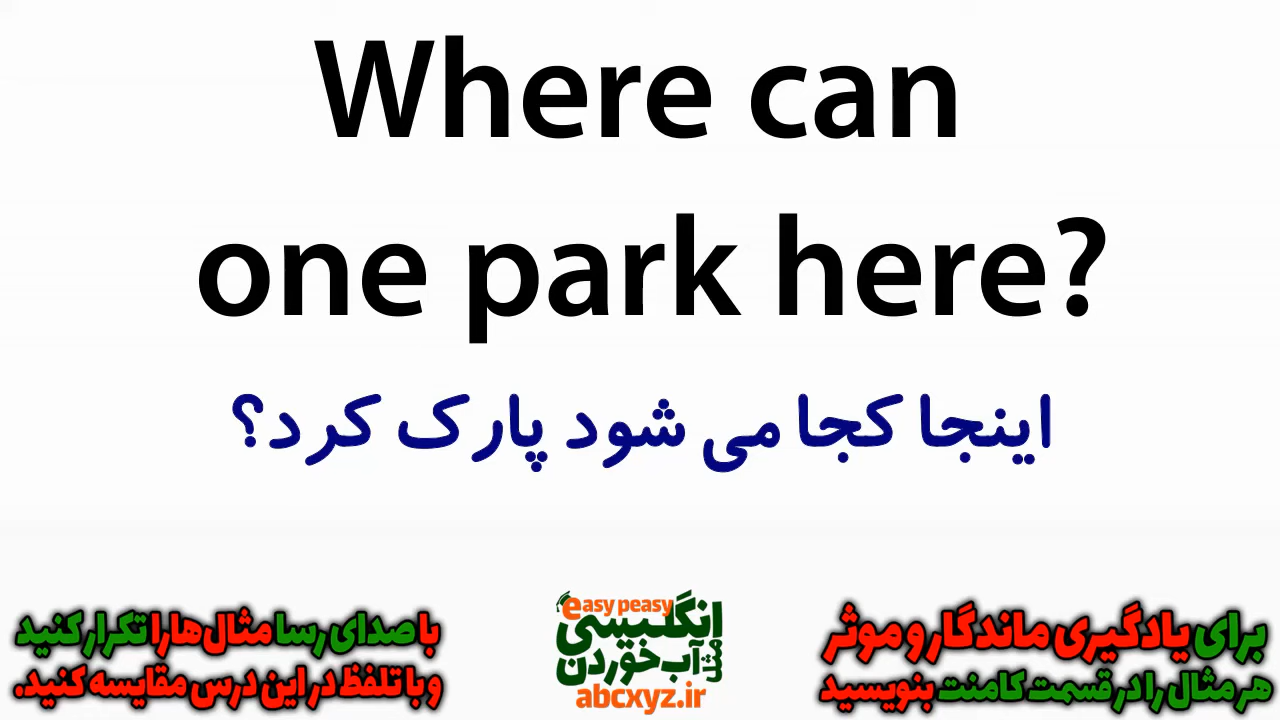 Where can
one park here?
اینجا کجا می شود پارک کرد؟
برای یادگیری ماندگار و موثر
هر مثال را در قسمت کامنت بنویسید
easy peasy
انگلیسی
مثل آب خوردن
abcxyz.ir
با صدای رسا مثال ها را تکرار کنید
و با تلفظ در این درس مقایسه کنید.